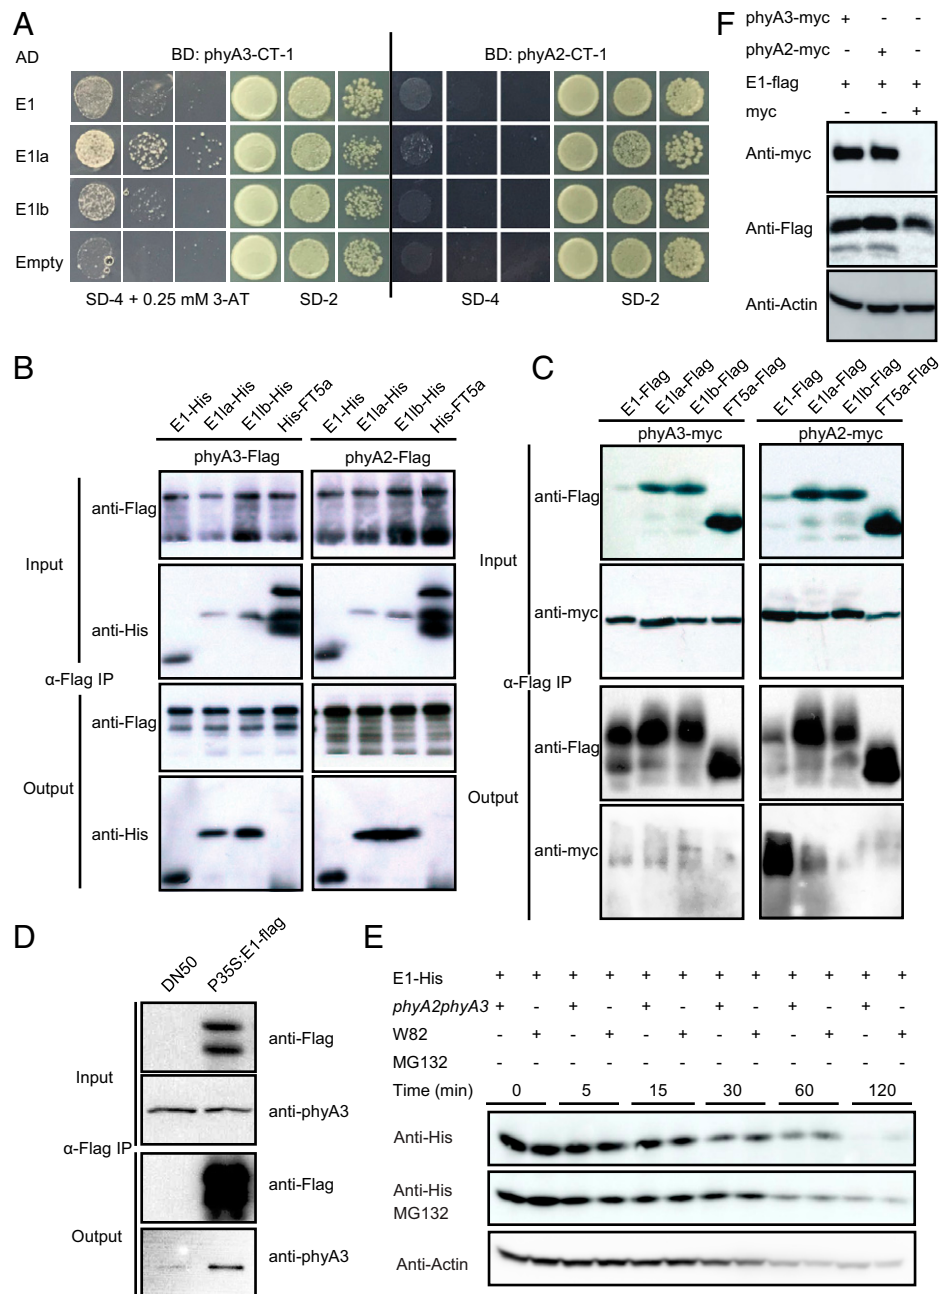 A
AD
BD: phyA3-CT-1
BD: phyA2-CT-1
E1
E1la
E1lb
Empty
SD-4 + 0.25 mM 3-AT
SD-2
SD-4
SD-2
F
phyA3-myc + - -
phyA2-myc - + -
E1-flag + + +
myc - - +
Anti-myc
Anti-Flag
Anti-Actin
B
E1-His
E1la-His
E1lb-His
His-FT5a
E1-His
E1la-His
E1lb-His
His-FT5a
phyA3-Flag
phyA2-Flag
Input
anti-Flag
anti-His
α-Flag IP
Output
anti-Flag
anti-His
C
E1-Flag
E1la-Flag
E1lb-Flag
FT5a-Flag
E1-Flag
E1la-Flag
E1lb-Flag
FT5a-Flag
phyA3-myc
phyA2-myc
Input
anti-Flag
anti-myc
α-Flag IP
Output
anti-Flag
anti-myc
D
DN50
P35S:E1-flag
Input
anti-Flag
anti-phyA3
α-Flag IP
Output
anti-Flag
anti-phyA3
E
E1-His + + + + + + + + + + + +
phyA2phyA3 + - + - + - + - + - + -
W82 - + - + - + - + - + - +
MG132 - - - - - - - - - - - -
Time (min) 0 5 15 30 60 120
Anti-His
Anti-His
MG132
Anti-Actin